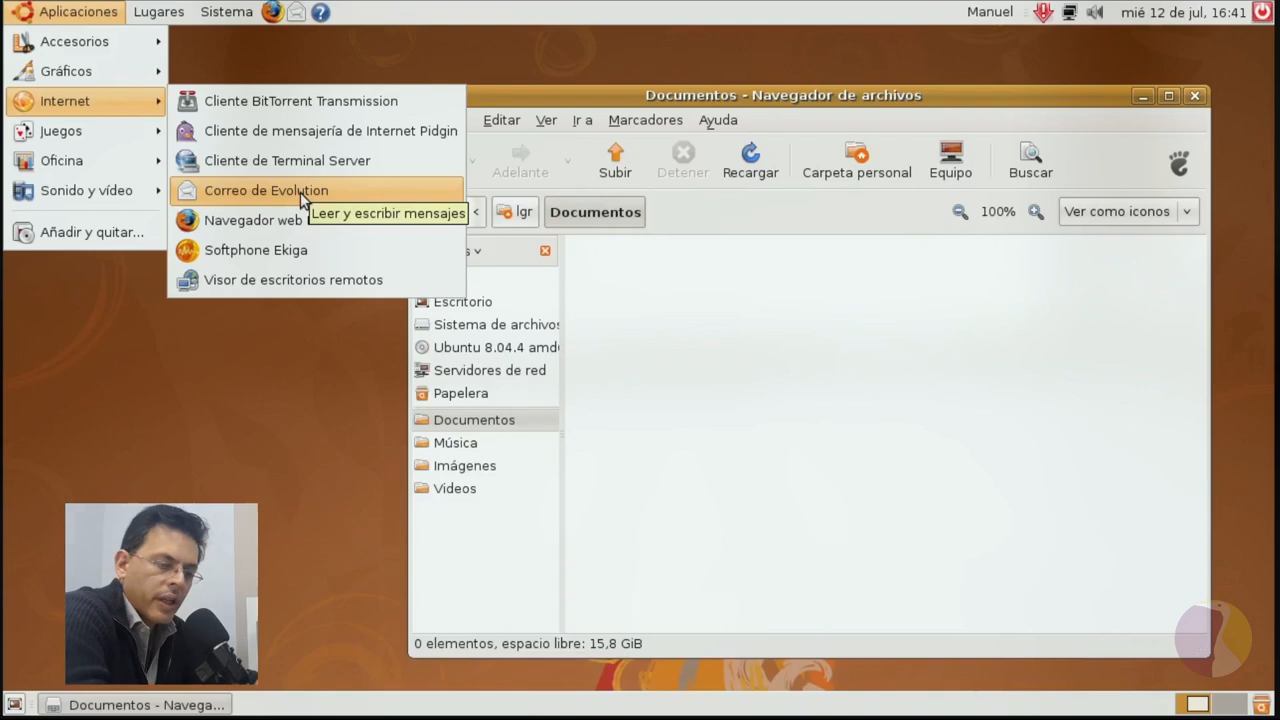 Aplicaciones Lugares Sistema Manuel mié 12 de jul, 16:41
Accesorios
Gráficos
Internet
Juegos
Oficina
Sonido y vídeo
Añadir y quitar...
Cliente BitTorrent Transmission
Cliente de mensajería de Internet Pidgin
Cliente de Terminal Server
Correo de Evolution
Navegador web
Leer y escribir mensajes
Softphone Ekiga
Visor de escritorios remotos
Documentos - Navegador de archivos
Editar Ver Ir a Marcadores Ayuda
Adelante Subir Detener Recargar Carpeta personal Equipo Buscar
< lgr Documentos 100% Ver como iconos
s
Escritorio
Sistema de archivos
Ubuntu 8.04.4 amd
Servidores de red
Papelera
Documentos
Música
Imágenes
Videos
0 elementos, espacio libre: 15,8 GiB
Documentos - Navega...